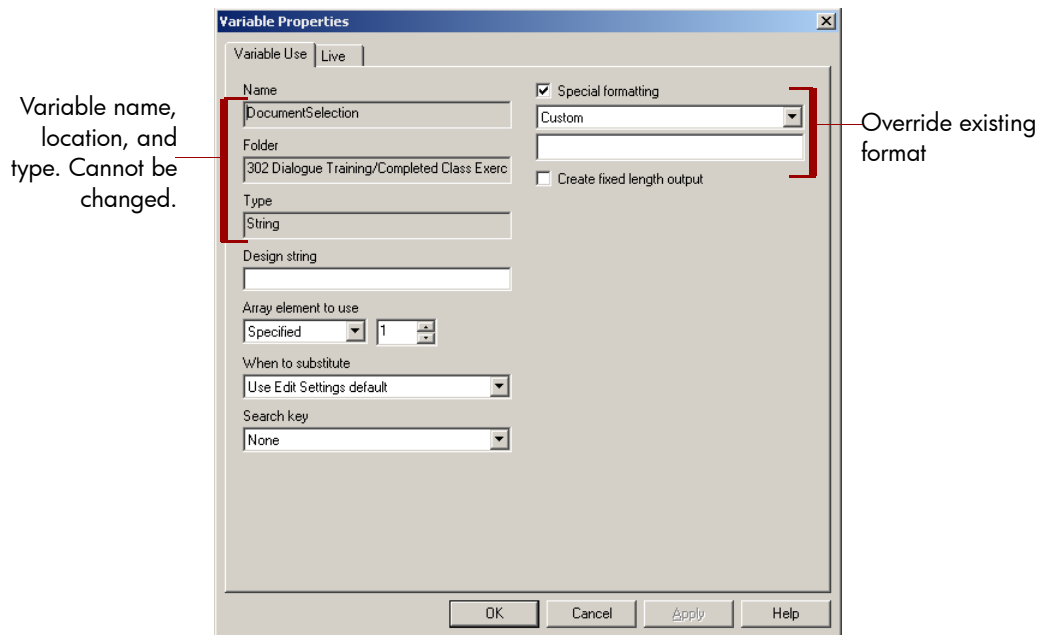 Variable Properties
Variable Use
Live
Variable name,
location, and
type. Cannot be
changed.
Name
DocumentSelection
Folder
302 Dialogue Training/Completed Class Exerc
Type
String
Design string
Array element to use
Specified
1
When to substitute
Use Edit Settings default
Search key
None
Special formatting
Custom
Create fixed length output
Override existing
format
OK
Cancel
Apply
Help